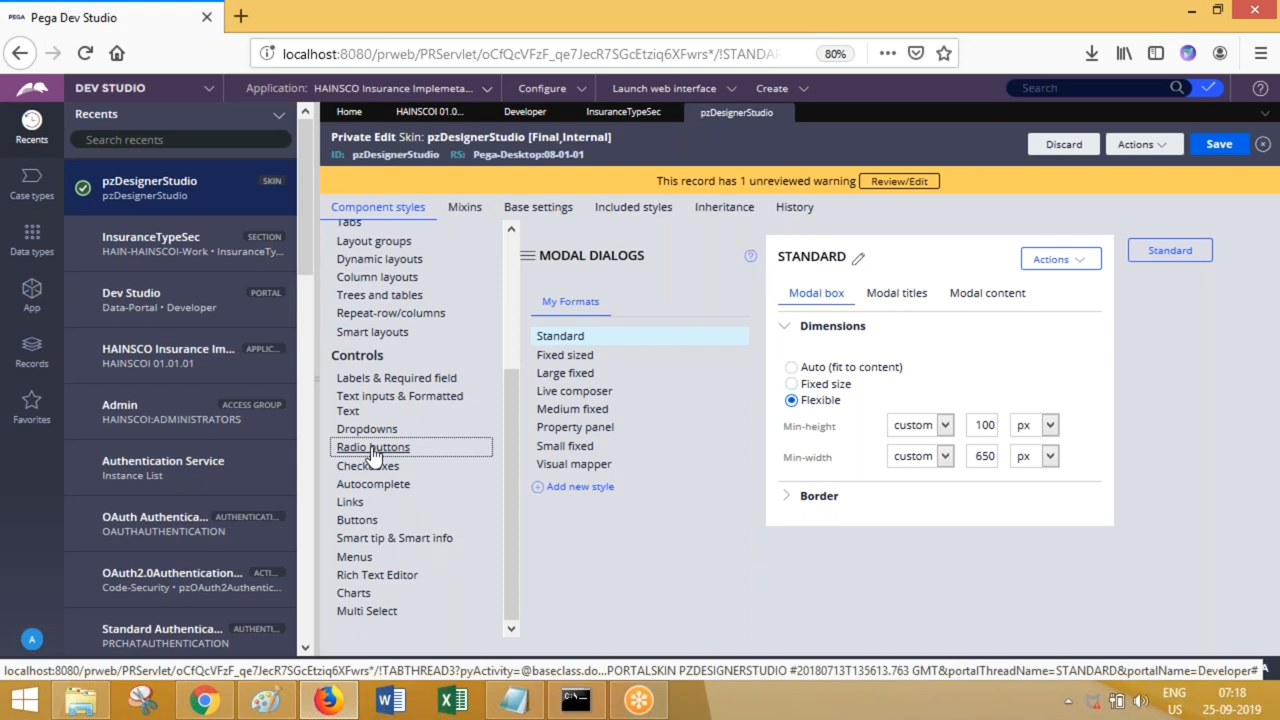 PEGA Pega Dev Studio
localhost:8080/prweb/PRServlet/oCfQcVFzF_qe7JecR7SGcEtziq6XFwrs*/!STANDAR
80%
DEV STUDIO
Application: HAINSCO Insurance Implemeta...
Configure
Launch web interface
Create
Search
Recents
Case types
Data types
App
Records
Favorites
A
Recents
Search recents
pzDesignerStudio SKIN
pzDesignerStudio
InsuranceTypeSec SECTION
HAIN-HAINSCOI-Work • InsuranceTy...
Dev Studio PORTAL
Data-Portal • Developer
HAINSCO Insurance Im... APPLIC...
HAINSCOI 01.01.01
Admin ACCESS GROUP
HAINSCOI:ADMINISTRATORS
Authentication Service
Instance List
OAuth Authentica... AUTHENTICATI...
OAUTHAUTHENTICATION
OAuth2.0Authentication... ACTI...
Code-Security • pzOAuth2Authentic...
Standard Authentica... AUTHENTI...
PRCHATAUTHENTICATION
Home HAINSCOI 01.0... Developer InsuranceTypeSec pzDesignerStudio
Private Edit Skin: pzDesignerStudio [Final,Internal]
ID: pzDesignerStudio RS: Pega-Desktop:08-01-01
Discard Actions Save
This record has 1 unreviewed warning Review/Edit
Component styles Mixins Base settings Included styles Inheritance History
Tabs
Layout groups
Dynamic layouts
Column layouts
Trees and tables
Repeat-row/columns
Smart layouts
Controls
Labels & Required field
Text inputs & Formatted
Text
Dropdowns
Radio buttons
Checkboxes
Autocomplete
Links
Buttons
Smart tip & Smart info
Menus
Rich Text Editor
Charts
Multi Select
MODAL DIALOGS
My Formats
Standard
Fixed sized
Large fixed
Live composer
Medium fixed
Property panel
Small fixed
Visual mapper
Add new style
STANDARD
Actions
Modal box Modal titles Modal content
Dimensions
Auto (fit to content)
Fixed size
Flexible
Min-height custom 100 px
Min-width custom 650 px
Border
Standard
localhost:8080/prweb/PRServlet/oCfQcVFzF_qe7JecR7SGcEtziq6XFwrs*/!TABTHREAD3?pyActivity=@baseclass.do...PORTALSKIN PZDESIGNERSTUDIO #20180713T135613.763 GMT&portalThreadName=STANDARD&portalName=Developer#
ENG
US
07:18
25-09-2019